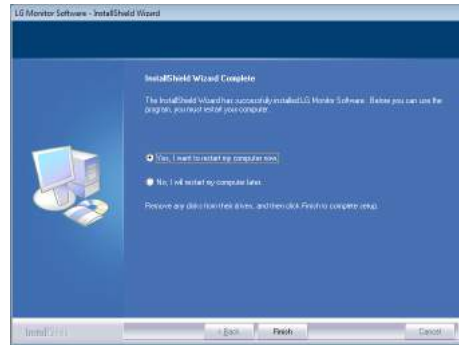 LG Monitor Software - InstallShield Wizard
InstallShield Wizard Complete
The InstallShield Wizard has successfully installed LG Monitor Software. Before you can use the
program, you must restart your computer.
Yes, I want to restart my computer now.
No, I will restart my computer later.
Remove any disks from their drives, and then click Finish to complete setup.
InstallShield
< Back
Finish
Cancel